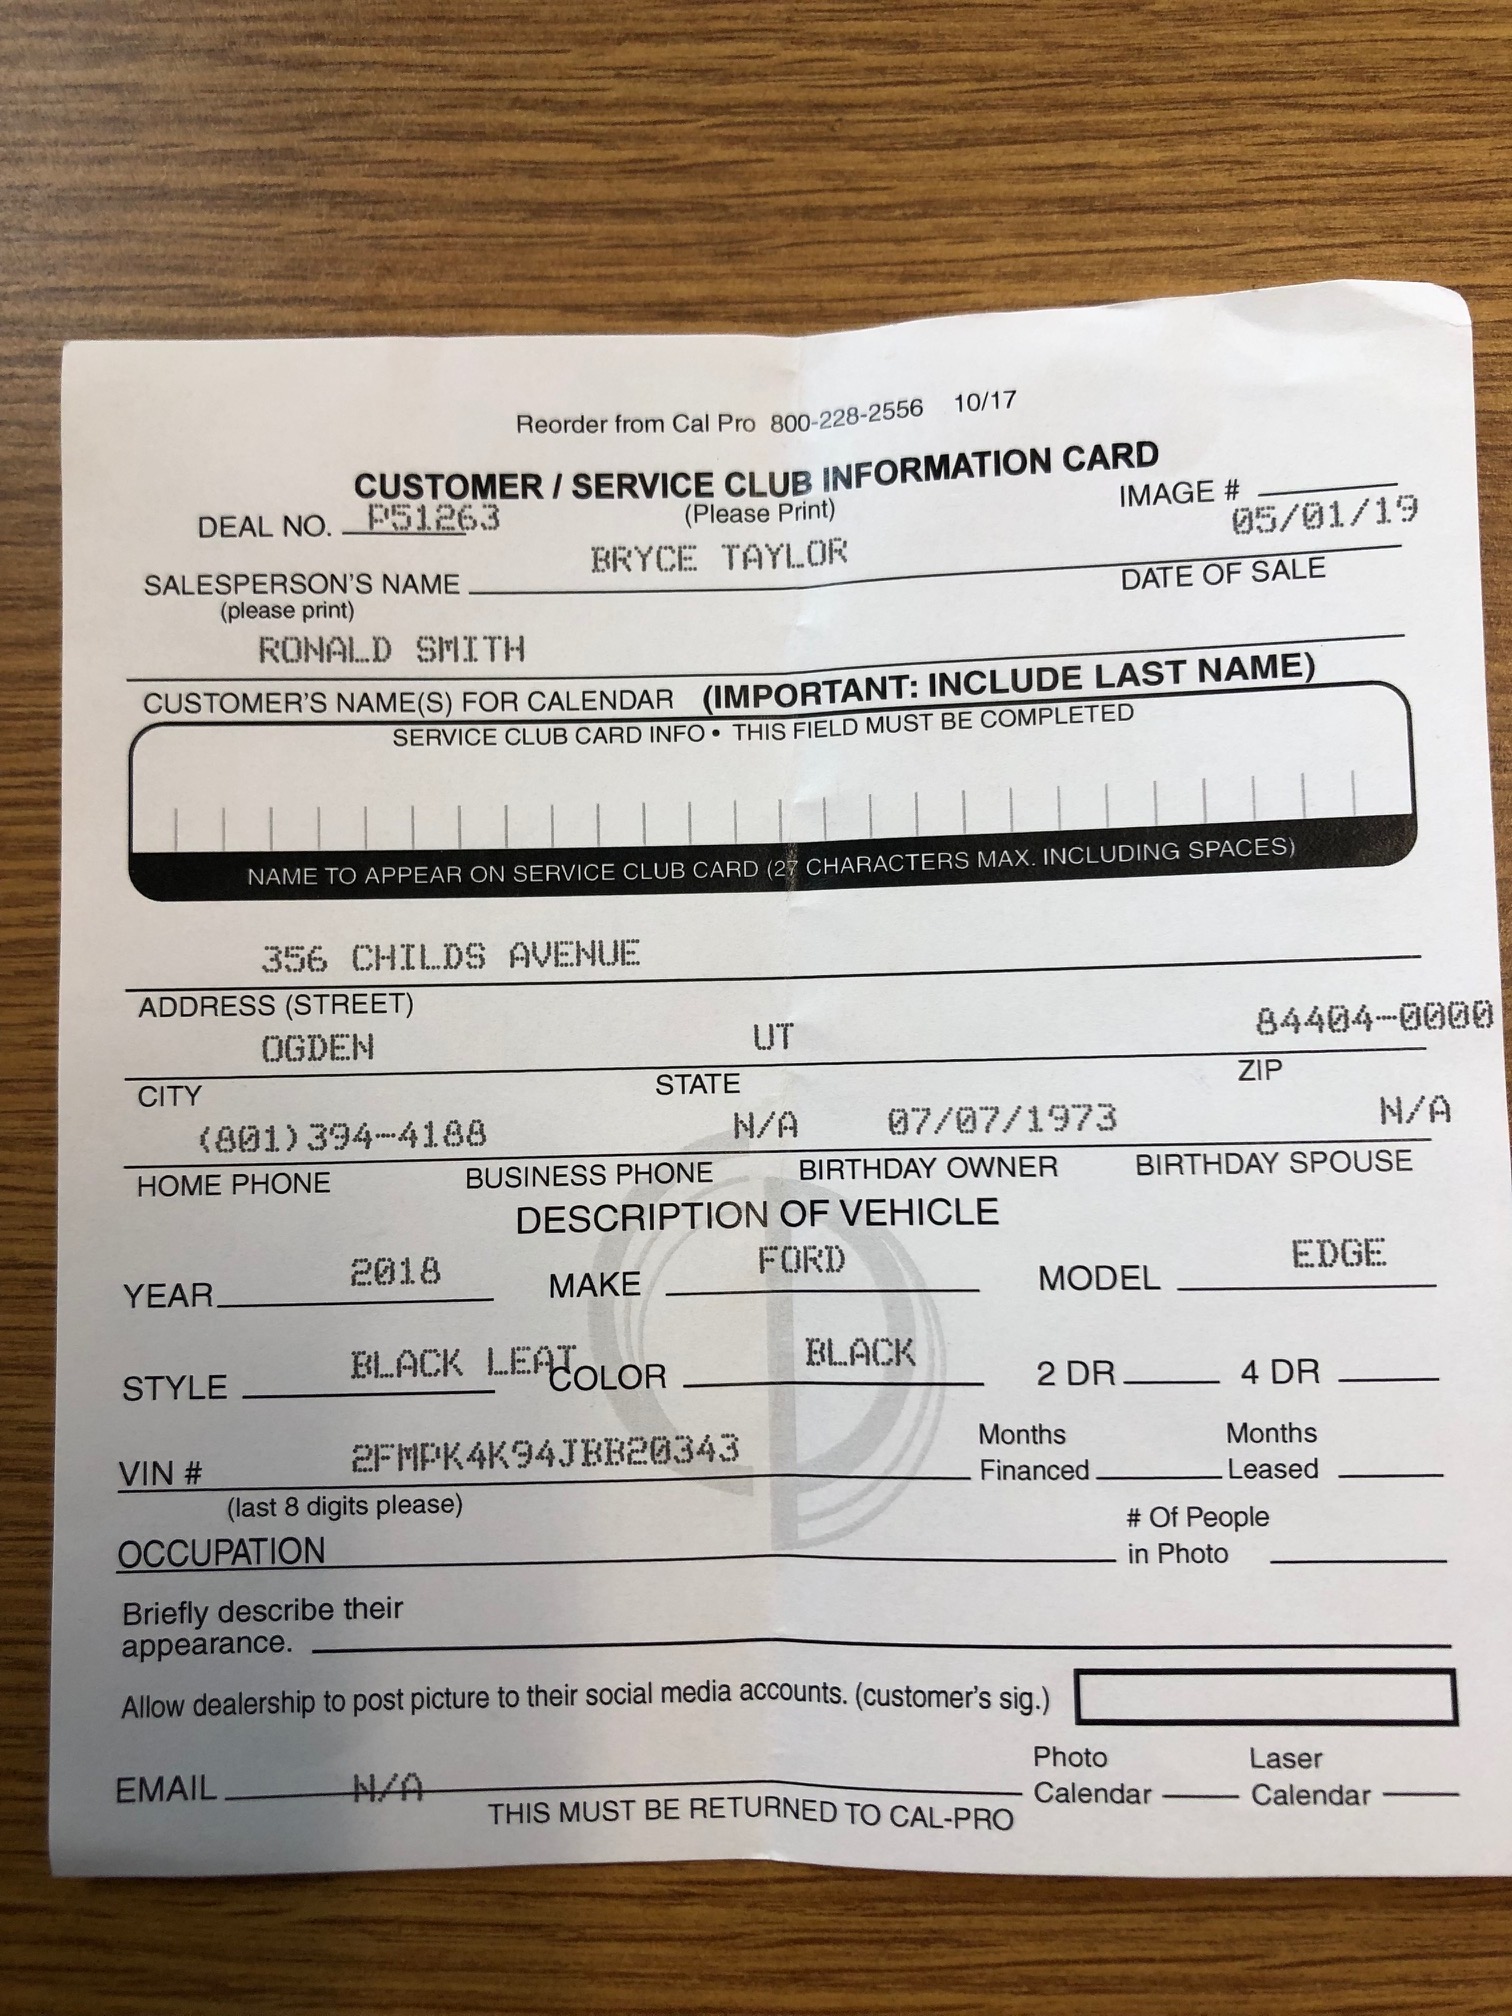 Reorder from Cal Pro 800-228-2556 10/17
CUSTOMER / SERVICE CLUB INFORMATION CARD
DEAL NO. P51263 (Please Print) IMAGE #
05/01/19
BRYCE TAYLOR
SALESPERSON'S NAME DATE OF SALE
(please print)
RONALD SMITH
CUSTOMER'S NAME(S) FOR CALENDAR (IMPORTANT: INCLUDE LAST NAME)
SERVICE CLUB CARD INFO • THIS FIELD MUST BE COMPLETED
NAME TO APPEAR ON SERVICE CLUB CARD (27 CHARACTERS MAX. INCLUDING SPACES)
356 CHILDS AVENUE
ADDRESS (STREET)
OGDEN UT 84404-0000
CITY STATE ZIP
(801)394-4188 N/A 07/07/1973 N/A
HOME PHONE BUSINESS PHONE BIRTHDAY OWNER BIRTHDAY SPOUSE
DESCRIPTION OF VEHICLE
YEAR 2018 MAKE FORD MODEL EDGE
STYLE BLACK LEAT COLOR BLACK 2 DR 4 DR
VIN # 2FMPK4K94JBB20343 Months Financed Months Leased
(last 8 digits please)
OCCUPATION # Of People in Photo
Briefly describe their
appearance.
Allow dealership to post picture to their social media accounts. (customer's sig.)
EMAIL N/A Photo Calendar Laser Calendar
THIS MUST BE RETURNED TO CAL-PRO